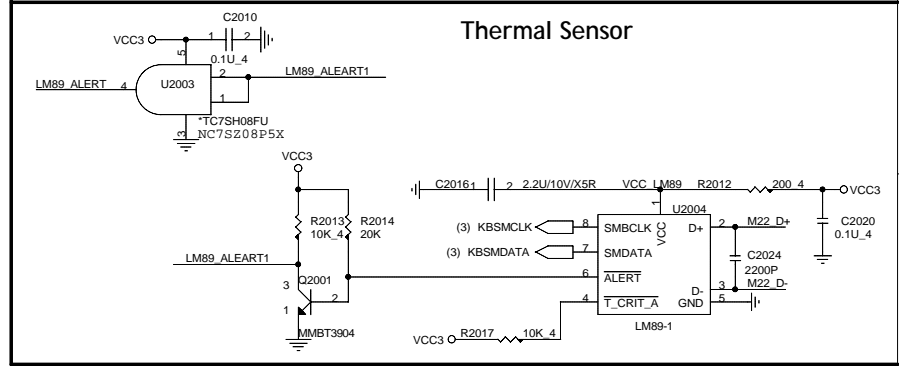 Thermal Sensor
C2010
VCC3
1
2
0.1U_4
5
LM89_ALERT
4
U2003
2
1
LM89_ALEART1
*TC7SH08FU
3
NC7SZ08P5X
VCC3
C2016
1
2
2.2U/10V/X5R
VCC_LM89
R2012
200_4
VCC3
1
U2004
R2013
10K_4
R2014
20K
(3) KBSMCLK
8
SMBCLK
VCC
D+
2
M22_D+
C2020
0.1U_4
(3) KBSMDATA
7
SMDATA
C2024
2200P
LM89_ALEART1
6
ALERT
D-
3
M22_D-
3
Q2001
1
2
4
T_CRIT_A
GND
5
MMBT3904
LM89-1
VCC3
R2017
10K_4